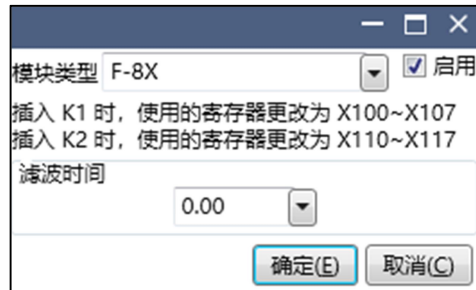 模块类型 F-8X 启用
插入 K1 时，使用的寄存器更改为 X100~X107
插入 K2 时，使用的寄存器更改为 X110~X117
滤波时间
0.00
确定(E) 取消(C)